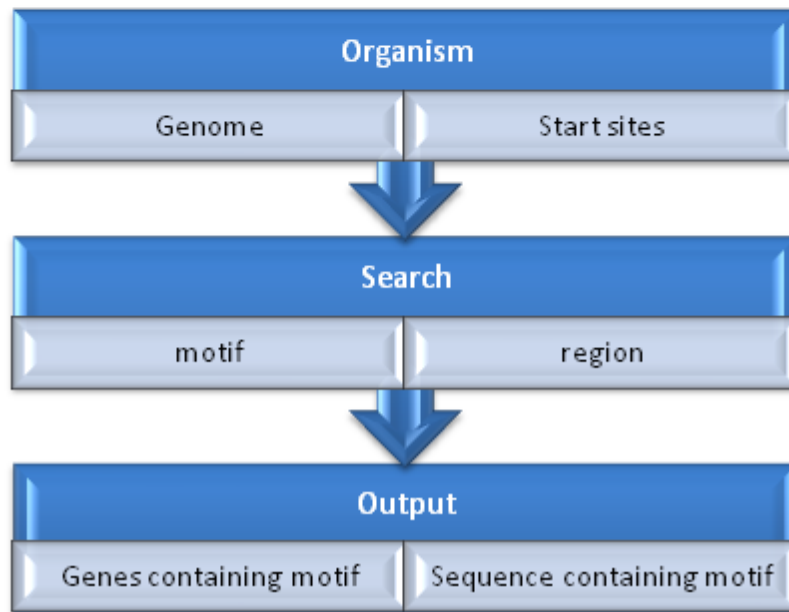 Organism
Genome Start sites
Search
motif region
Output
Genes containing motif Sequence containing motif